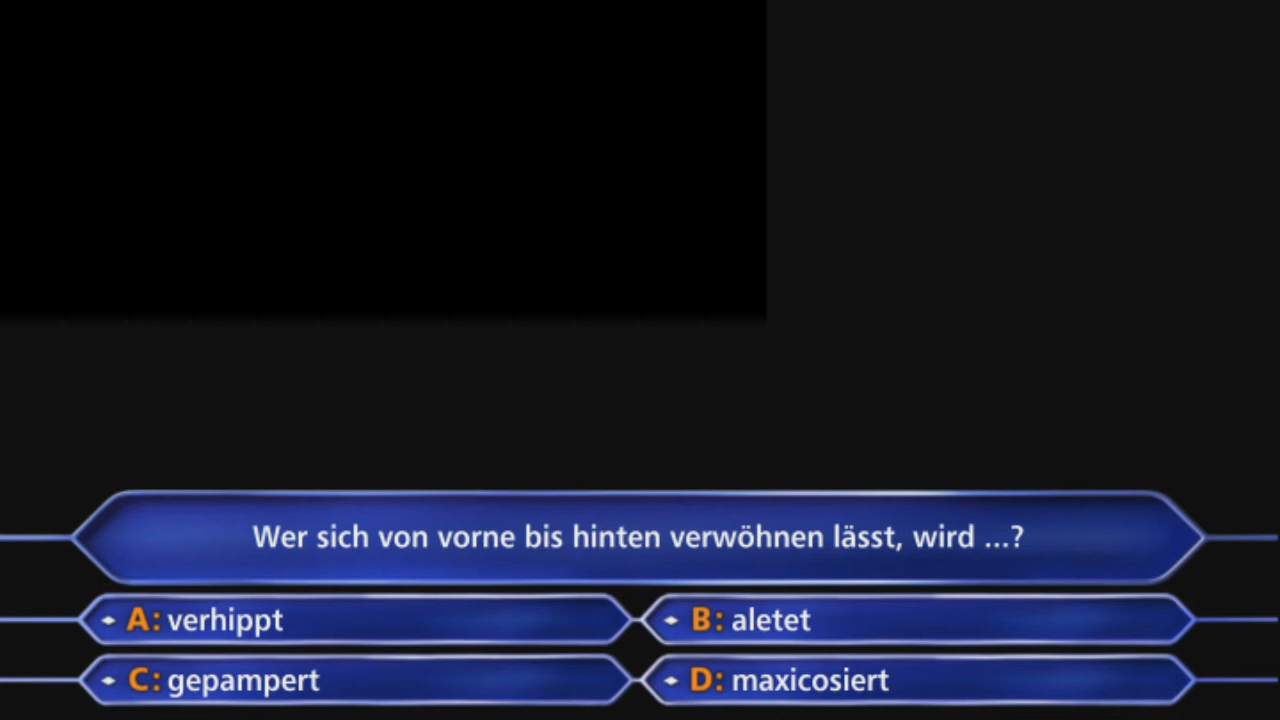 Wer sich von vorne bis hinten verwöhnen lässt, wird ...?
A: verhippt
B: aletet
C: gepampert
D: maxicosiert